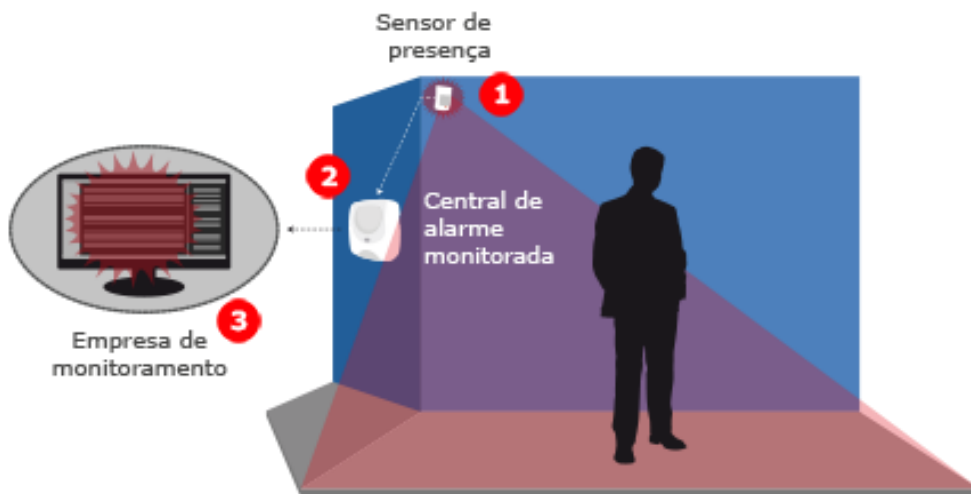 Sensor de
presença
1
2
Central de
alarme
monitorada
3
Empresa de
monitoramento